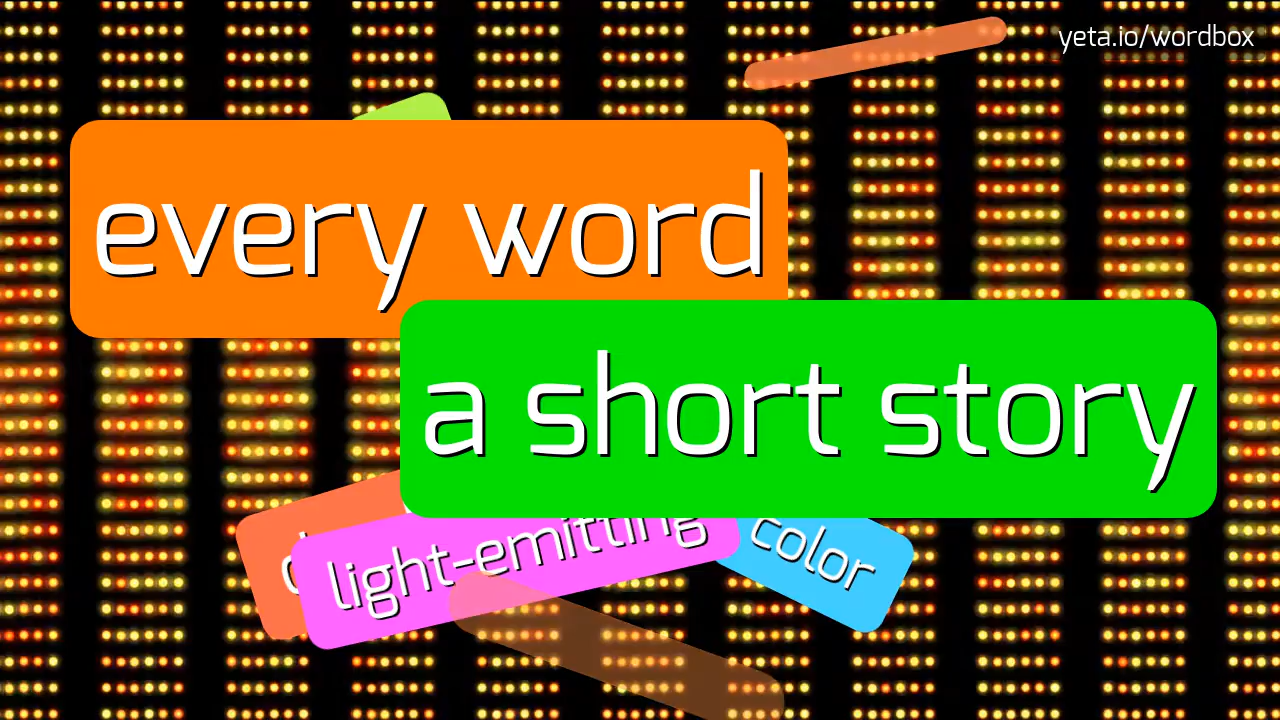 yeta.io/wordbox
every word
a short story
light-emitting
color